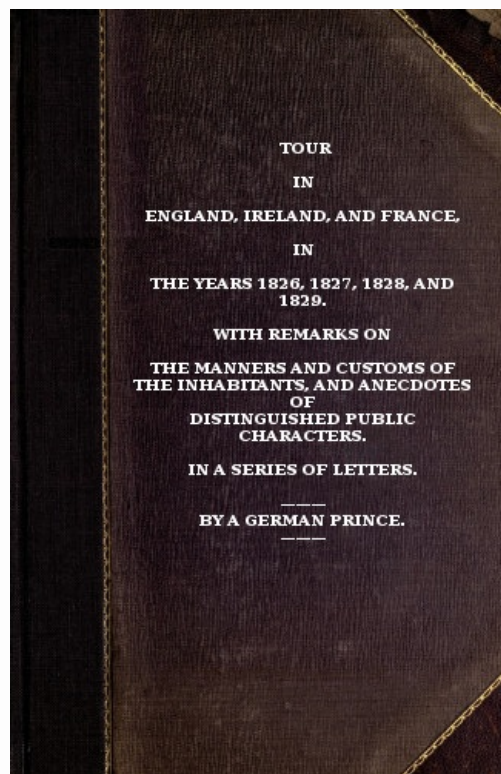 TOUR
IN
ENGLAND, IRELAND, AND FRANCE,
IN
THE YEARS 1826, 1827, 1828, AND
1829.
WITH REMARKS ON
THE MANNERS AND CUSTOMS OF
THE INHABITANTS, AND ANECDOTES
OF
DISTINGUISHED PUBLIC
CHARACTERS.
IN A SERIES OF LETTERS.
———
BY A GERMAN PRINCE.
———